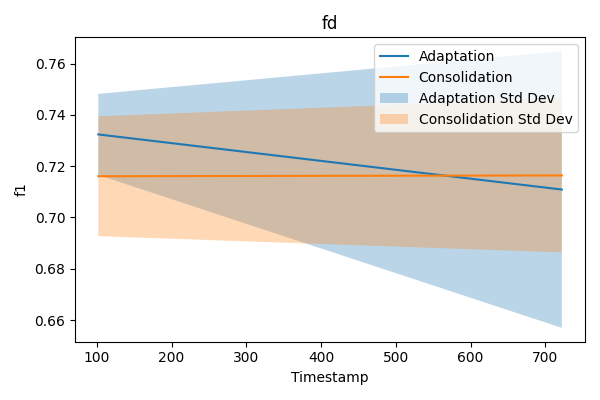 fd
Adaptation
Consolidation
Adaptation Std Dev
Consolidation Std Dev
0.76
0.74
0.72
0.70
0.68
0.66
f1
100 200 300 400 500 600 700
Timestamp